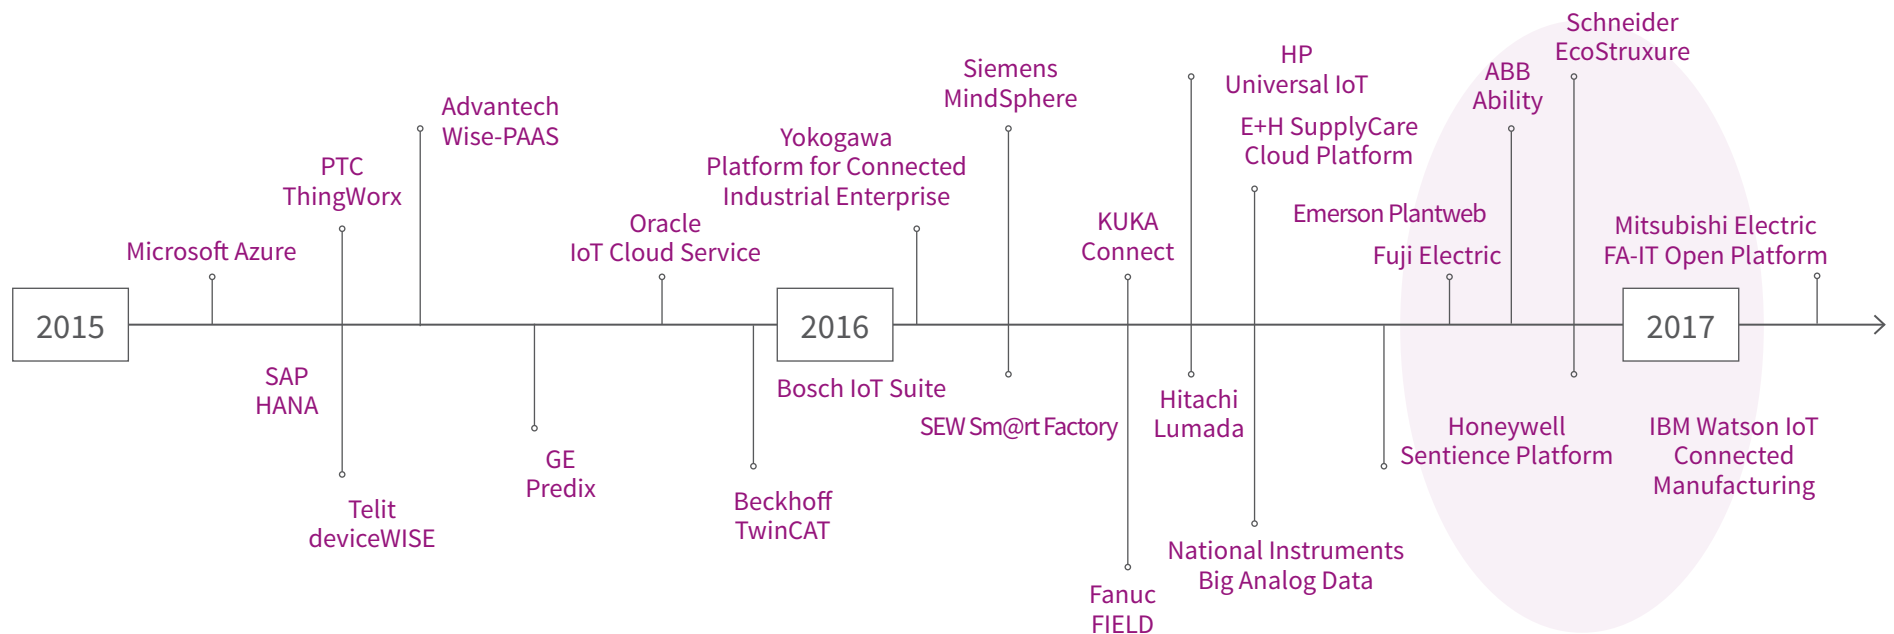 Schneider
EcoStruxure
HP
Universal IoT
Siemens
MindSphere
ABB
Ability
Advantech
Wise-PAAS
E+H SupplyCare
Cloud Platform
Yokogawa
Platform for Connected
Industrial Enterprise
PTC
ThingWorx
Emerson Plantweb
KUKA
Connect
Oracle
IoT Cloud Service
Mitsubishi Electric
FA-IT Open Platform
Microsoft Azure
Fuji Electric
2015
2016
2017
SAP
HANA
Bosch IoT Suite
Hitachi
Lumada
SEW Sm@rt Factory
Honeywell
Sentience Platform
IBM Watson IoT
Connected
Manufacturing
GE
Predix
Telit
deviceWISE
Beckhoff
TwinCAT
National Instruments
Big Analog Data
Fanuc
FIELD